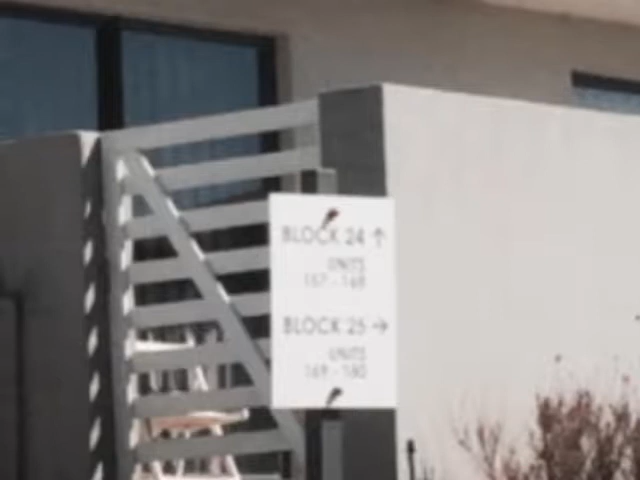 BLOCK 24 ↑
UNITS
157 - 168
BLOCK 25 →
UNITS
169 - 180